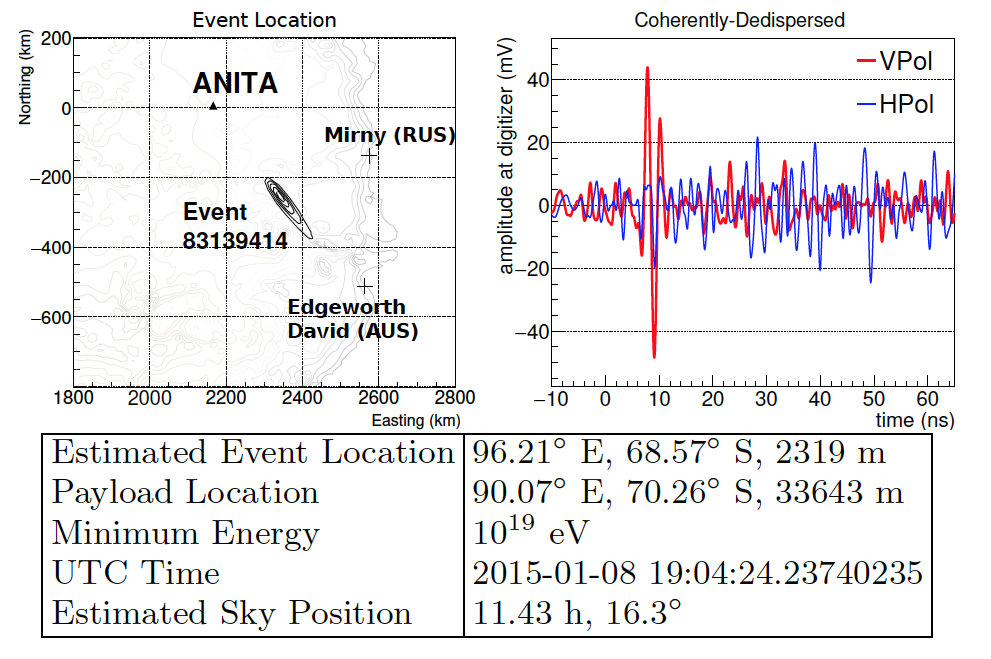 Event Location
Northing (km)
200
0
−200
−400
−600
ANITA
Mirny (RUS)
Event
83139414
Edgeworth
David (AUS)
1800 2000 2200 2400 2600 2800
Easting (km)
Coherently-Dedispersed
amplitude at digitizer (mV)
40
20
0
−20
−40
VPol
HPol
−10 0 10 20 30 40 50 60
time (ns)
Estimated Event Location 96.21° E, 68.57° S, 2319 m
Payload Location 90.07° E, 70.26° S, 33643 m
Minimum Energy 10¹⁹ eV
UTC Time 2015-01-08 19:04:24.23740235
Estimated Sky Position 11.43 h, 16.3°